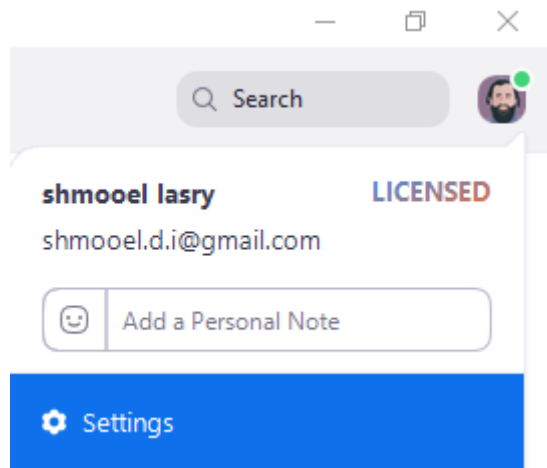 Search
shmooel lasry LICENSED
shmooel.d.i@gmail.com
Add a Personal Note
Settings